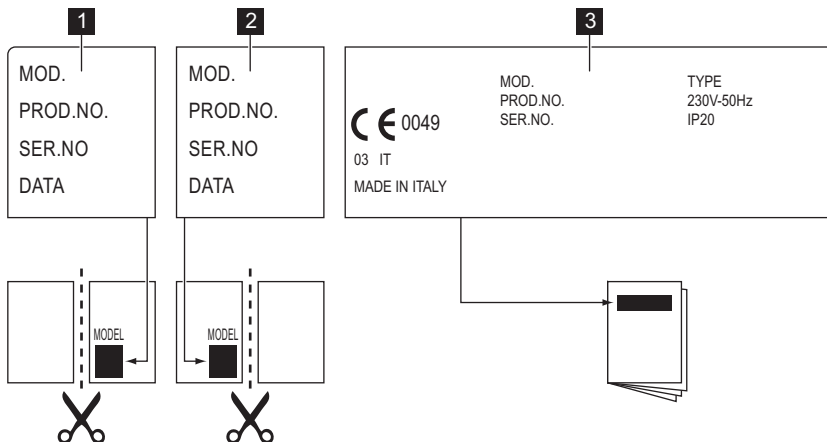 1
MOD.
PROD.NO.
SER.NO
DATA
2
MOD.
PROD.NO.
SER.NO
DATA
3
MOD.
PROD.NO.
SER.NO.
TYPE
230V-50Hz
IP20
CE 0049
03 IT
MADE IN ITALY
MODEL
MODEL